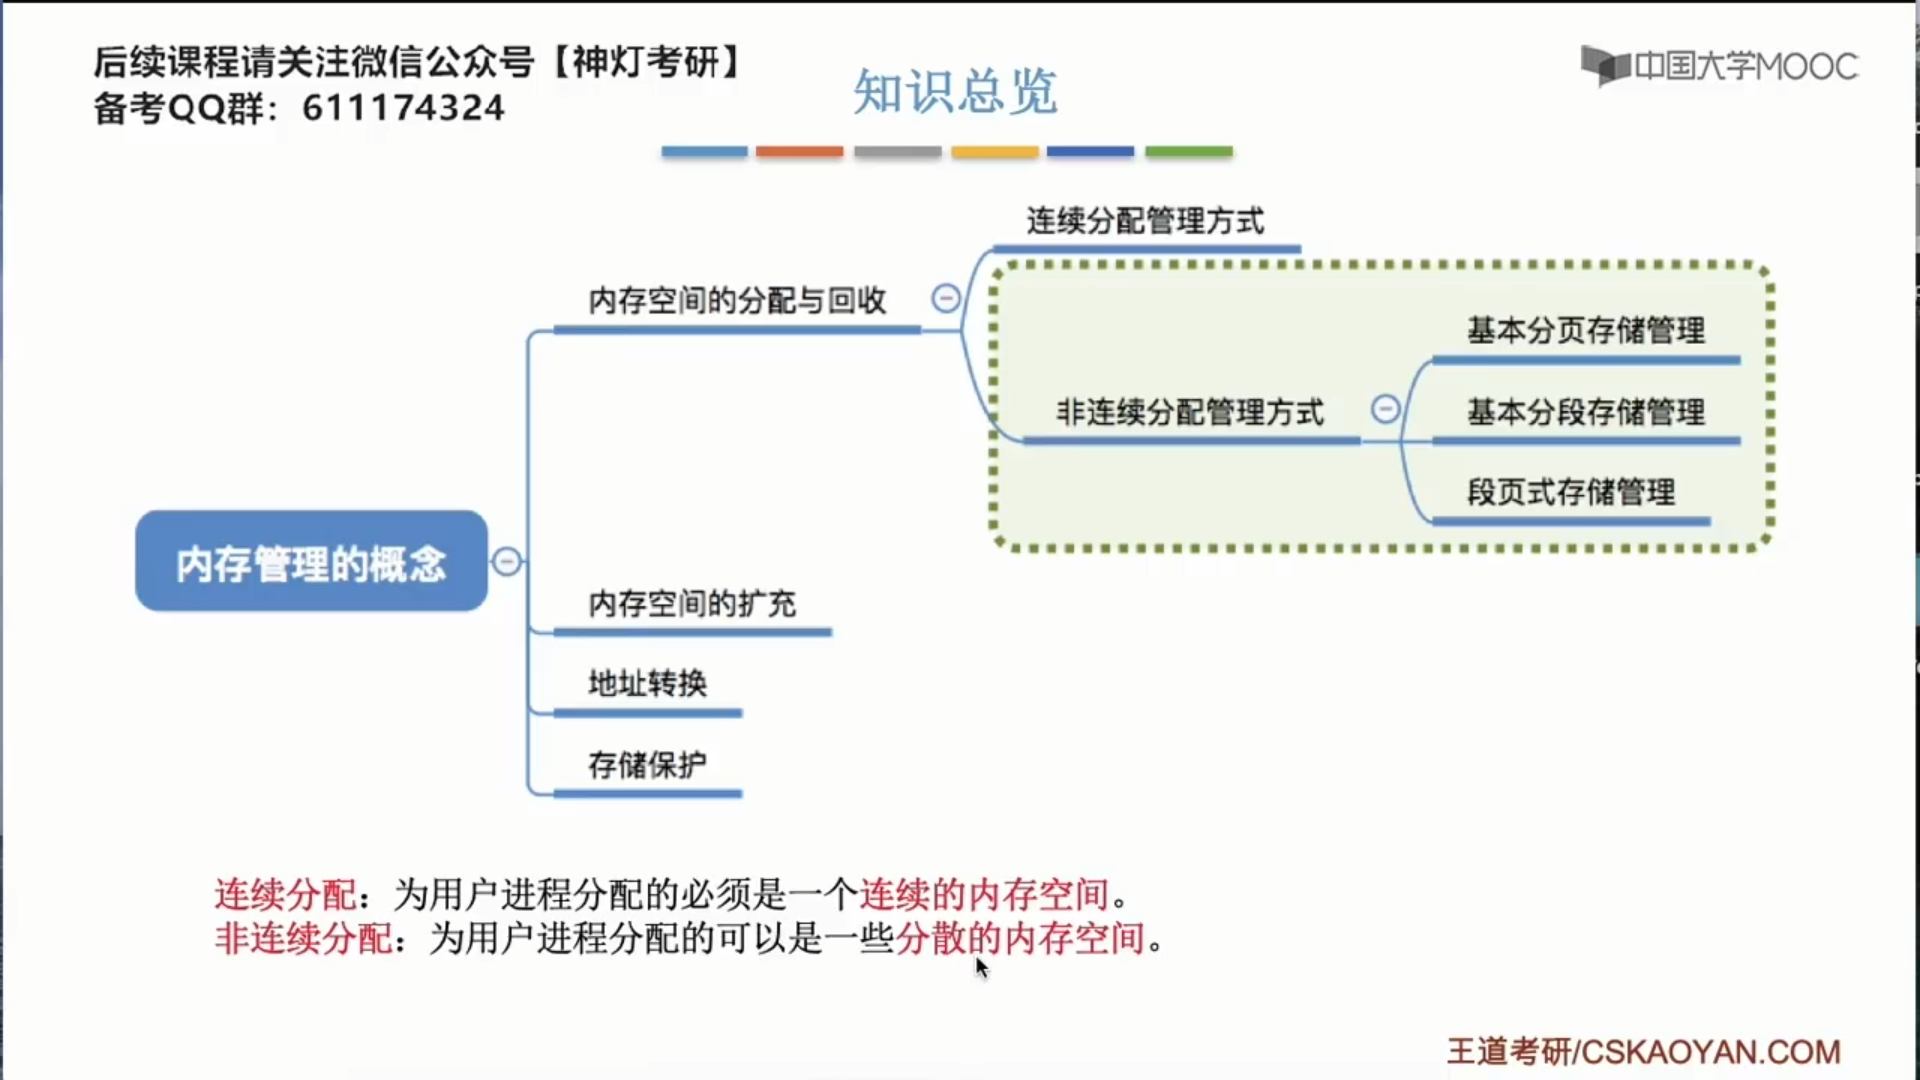 后续课程请关注微信公众号【神灯考研】
备考QQ群：611174324
中国大学MOOC
知识总览
连续分配管理方式
内存空间的分配与回收
基本分页存储管理
非连续分配管理方式
基本分段存储管理
段页式存储管理
内存管理的概念
内存空间的扩充
地址转换
存储保护
连续分配：为用户进程分配的必须是一个连续的内存空间。
非连续分配：为用户进程分配的可以是一些分散的内存空间。
王道考研/CSKAOYAN.COM